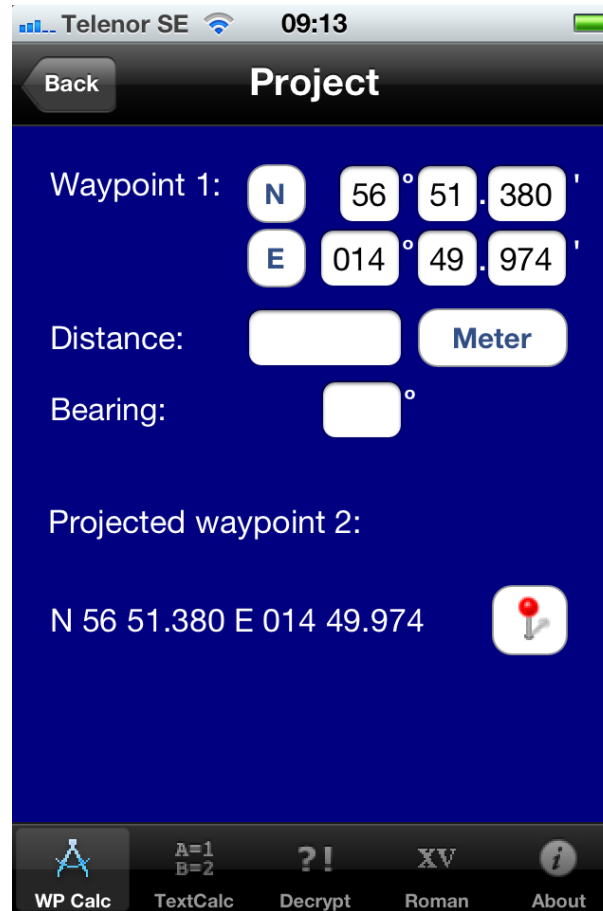 Telenor SE 09:13
Back Project
Waypoint 1: N 56 º 51 . 380 '
E 014 º 49 . 974 '
Distance: Meter
Bearing: º
Projected waypoint 2:
N 56 51.380 E 014 49.974
A=1
B=2 ?! XV i
WP Calc TextCalc Decrypt Roman About